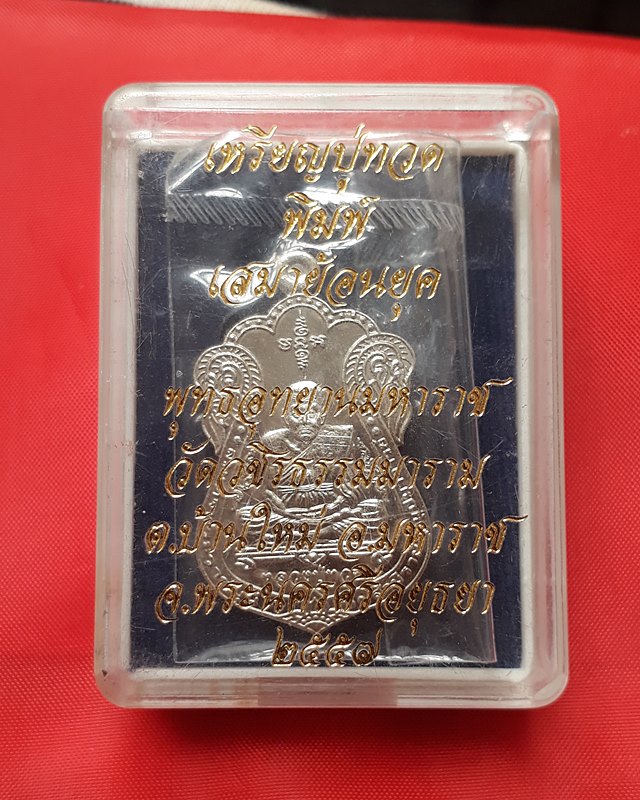 เหรียญปู่ทวด
พิมพ์
เสมาย้อนยุค
พุทธอุทยานมหาราช
วัดวชิรธรรมมาราม
ต.บ้านใหม่ อ.มหาราช
จ.พระนครศรีอยุธยา
๒๕๕๗